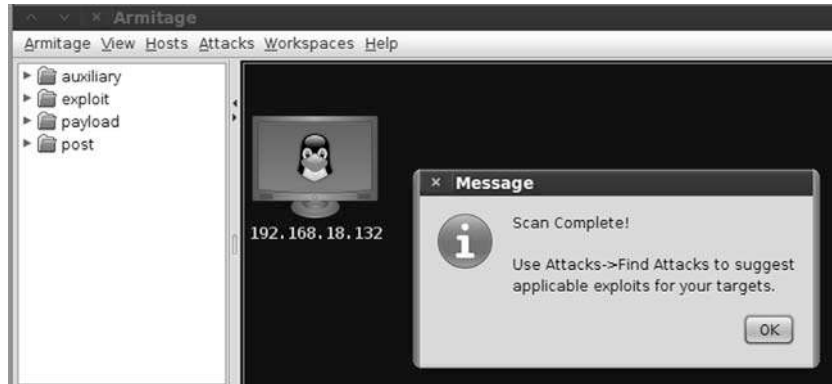 Armitage
Armitage View Hosts Attacks Workspaces Help
auxiliary
exploit
payload
post
192.168.18.132
Message
Scan Complete!
Use Attacks->Find Attacks to suggest
applicable exploits for your targets.
OK